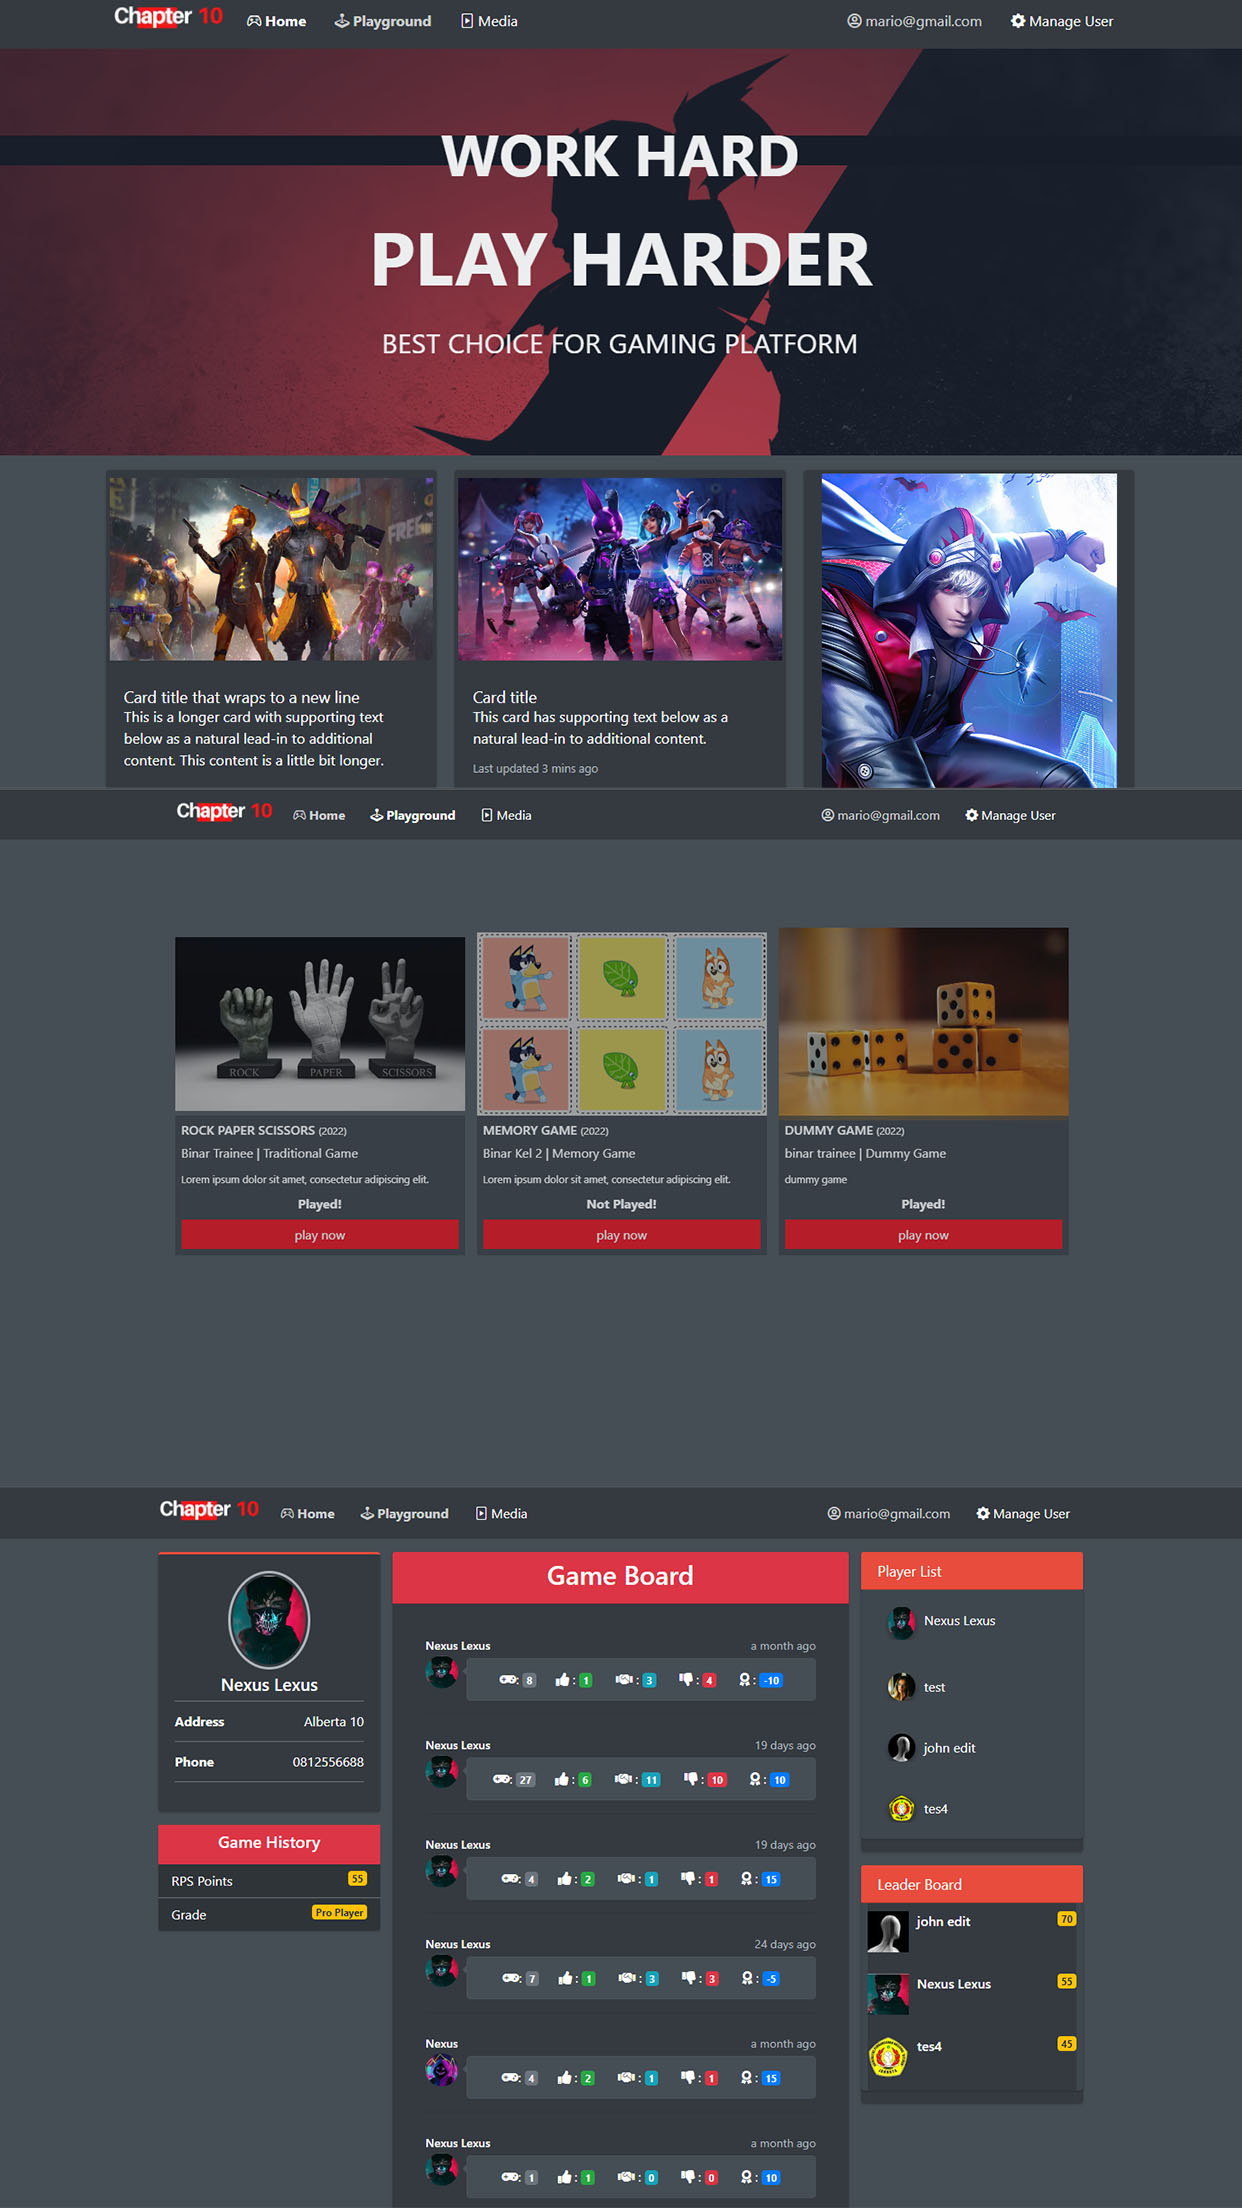 Chapter 10
Home
Playground
Media
mario@gmail.com
Manage User
WORK HARD
PLAY HARDER
BEST CHOICE FOR GAMING PLATFORM
FREE
Card title that wraps to a new line
This is a longer card with supporting text
below as a natural lead-in to additional
content. This content is a little bit longer.
Card title
This card has supporting text below as a
natural lead-in to additional content.
Last updated 3 mins ago
Chapter 10
Home
Playground
Media
mario@gmail.com
Manage User
ROCK
PAPER
SCISSORS
ROCK PAPER SCISSORS (2022)
Binar Trainee | Traditional Game
Lorem ipsum dolor sit amet, consectetur adipiscing elit.
Played!
play now
MEMORY GAME (2022)
Binar Kel 2 | Memory Game
Lorem ipsum dolor sit amet, consectetur adipiscing elit.
Not Played!
play now
DUMMY GAME (2022)
binar trainee | Dummy Game
dummy game
Played!
play now
Chapter 10
Home
Playground
Media
mario@gmail.com
Manage User
Nexus Lexus
Address Alberta 10
Phone 0812556688
Game History
RPS Points 55
Grade Pro Player
Game Board
Nexus Lexus a month ago
: 8 : 1 : 3 : 4 : -10
Nexus Lexus 19 days ago
: 27 : 6 : 11 : 10 : 10
Nexus Lexus 19 days ago
: 4 : 2 : 1 : 1 : 15
Nexus Lexus 24 days ago
: 7 : 1 : 3 : 3 : -5
Nexus a month ago
: 4 : 2 : 1 : 1 : 15
Nexus Lexus a month ago
: 1 : 1 : 0 : 0 : 10
Player List
Nexus Lexus
test
john edit
tes4
Leader Board
john edit 70
Nexus Lexus 55
tes4 45